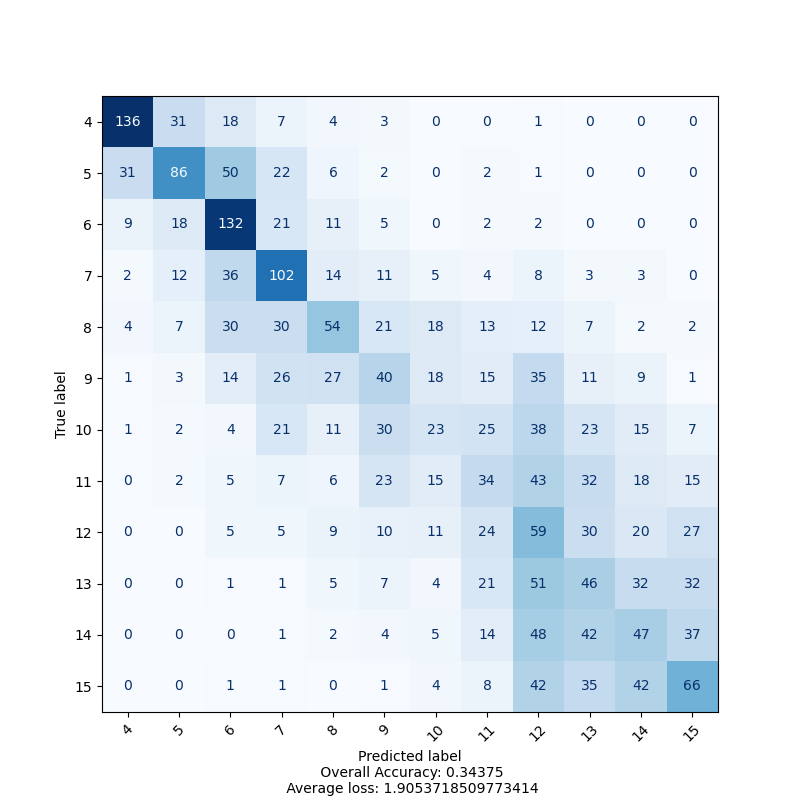 4 136 31 18 7 4 3 0 0 1 0 0 0
5 31 86 50 22 6 2 0 2 1 0 0 0
6 9 18 132 21 11 5 0 2 2 0 0 0
7 2 12 36 102 14 11 5 4 8 3 3 0
8 4 7 30 30 54 21 18 13 12 7 2 2
True label
9 1 3 14 26 27 40 18 15 35 11 9 1
10 1 2 4 21 11 30 23 25 38 23 15 7
11 0 2 5 7 6 23 15 34 43 32 18 15
12 0 0 5 5 9 10 11 24 59 30 20 27
13 0 0 1 1 5 7 4 21 51 46 32 32
14 0 0 0 1 2 4 5 14 48 42 47 37
15 0 0 1 1 0 1 4 8 42 35 42 66
4 5 6 7 8 9 10 11 12 13 14 15
Predicted label
Overall Accuracy: 0.34375
Average loss: 1.9053718509773414